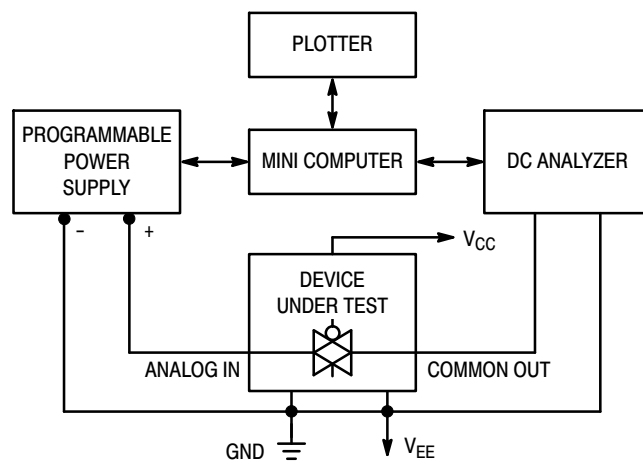 PLOTTER
PROGRAMMABLE
POWER
SUPPLY
MINI COMPUTER
DC ANALYZER
– +
VCC
DEVICE
UNDER TEST
ANALOG IN
COMMON OUT
GND
VEE